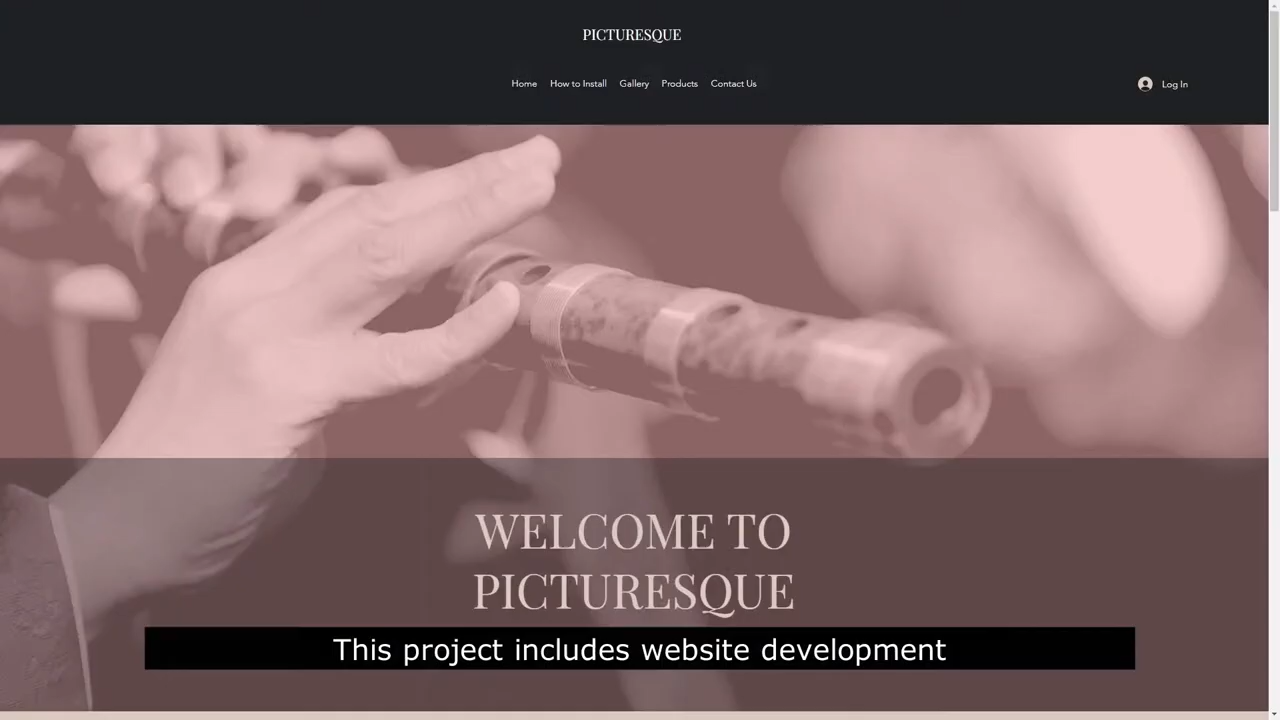 PICTURESQUE
Home How to Install Gallery Products Contact Us Log In
WELCOME TO
PICTURESQUE
This project includes website development